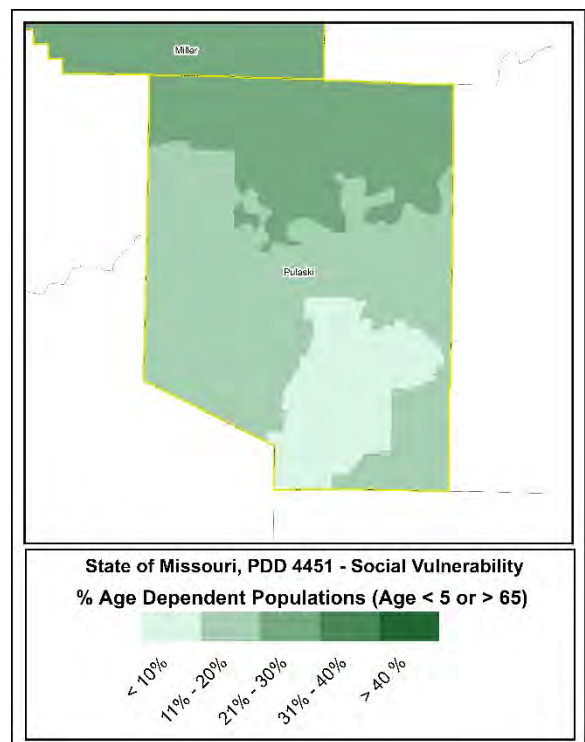 Miller
Pulaski
State of Missouri, PDD 4451 - Social Vulnerability
% Age Dependent Populations (Age < 5 or > 65)
< 10%
11% - 20%
21% - 30%
31% - 40%
> 40 %